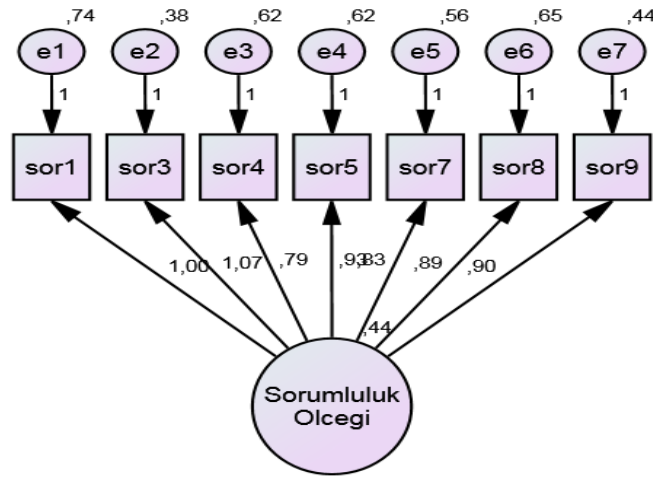 ,74 ,38 ,62 ,62 ,56 ,65 ,44
e1 e2 e3 e4 e5 e6 e7
1 1 1 1 1 1 1
sor1 sor3 sor4 sor5 sor7 sor8 sor9
1,00 1,07 ,79 ,93 ,83 ,89 ,90
,44
Sorumluluk
Olcegi